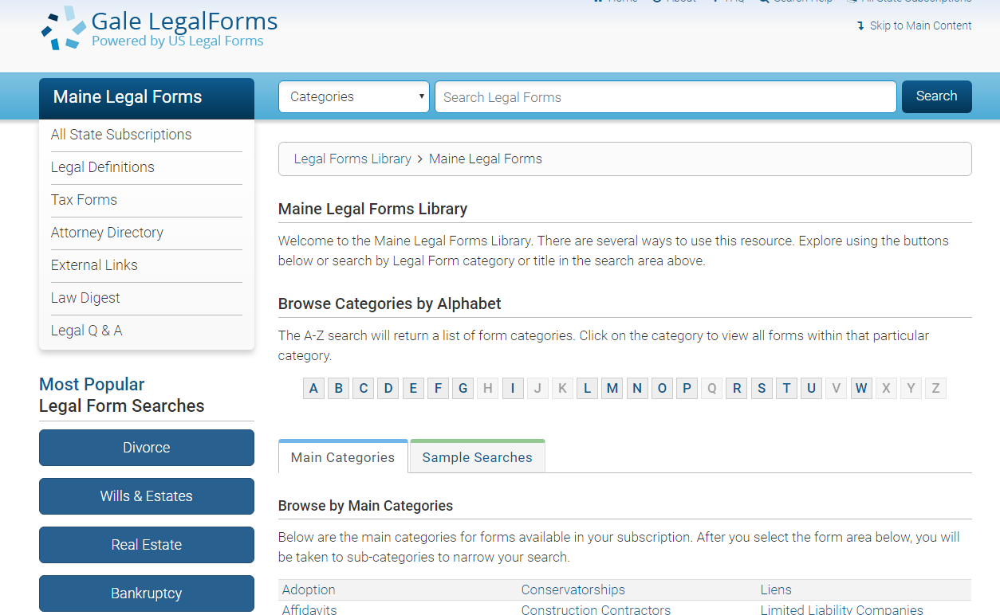 Home About FAQ Search Help All State Subscriptions
Gale LegalForms
Powered by US Legal Forms
Skip to Main Content
Maine Legal Forms
Categories
Search Legal Forms
Search
All State Subscriptions
Legal Definitions
Tax Forms
Attorney Directory
External Links
Law Digest
Legal Q & A
Most Popular
Legal Form Searches
Divorce
Wills & Estates
Real Estate
Bankruptcy
Legal Forms Library > Maine Legal Forms
Maine Legal Forms Library
Welcome to the Maine Legal Forms Library. There are several ways to use this resource. Explore using the buttons
below or search by Legal Form category or title in the search area above.
Browse Categories by Alphabet
The A-Z search will return a list of form categories. Click on the category to view all forms within that particular
category.
A B C D E F G H I J K L M N O P Q R S T U V W X Y Z
Main Categories Sample Searches
Browse by Main Categories
Below are the main categories for forms available in your subscription. After you select the form area below, you will
be taken to sub-categories to narrow your search.
Adoption Conservatorships Liens
Affidavits Construction Contractors Limited Liability Companies